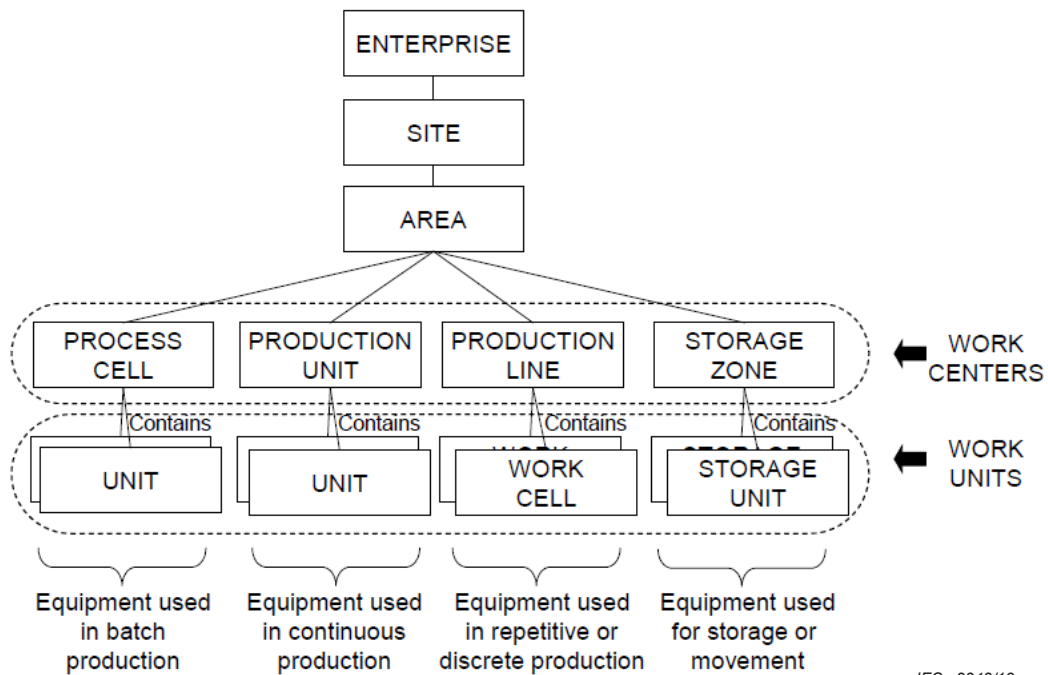 ENTERPRISE
SITE
AREA
PROCESS
CELL
PRODUCTION
UNIT
PRODUCTION
LINE
STORAGE
ZONE
WORK
CENTERS
Contains
Contains
Contains
Contains
UNIT
UNIT
WORK
CELL
STORAGE
UNIT
WORK
UNITS
Equipment used
in batch
production
Equipment used
in continuous
production
Equipment used
in repetitive or
discrete production
Equipment used
for storage or
movement